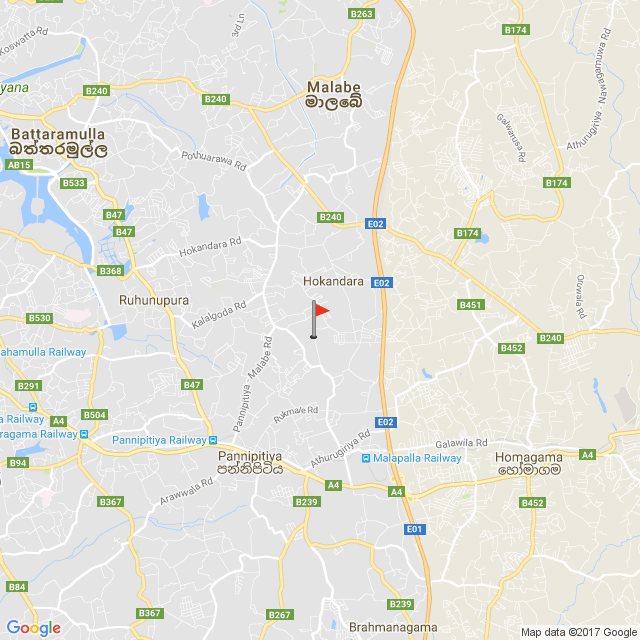 B263
3rd Ln
B174
Koswatta Rd
yana
B240
B240
Malabe
මාලබේ
Athurugiriya - Nawagamuwa Rd
Galwarusa Rd
Battaramulla
බත්තරමුල්ල
AB15
B533
Pothuarawa Rd
B174
B47
B47
B240
E02
B174
Hokandara Rd
B368
Hokandara
E02
Oruwala Rd
Ruhunupura
B451
B530
Kalalgoda Rd
B240
B452
ahamulla Railway
Pannipitiya - Malabe Rd
B291
B47
a Railway
B504
A4
Rukmale Rd
E02
ragama Railway
Pannipitiya Railway
Athurugiriya Rd
Galawila Rd
B94
Pannipitiya
පන්නිපිටිය
Malapalla Railway
Homagama
හෝමාගම
A4
A4
A4
Arawwala Rd
B367
B239
B452
E01
B84
B367
B267
B239
Brahmanagama
Google
Map data ©2017 Google